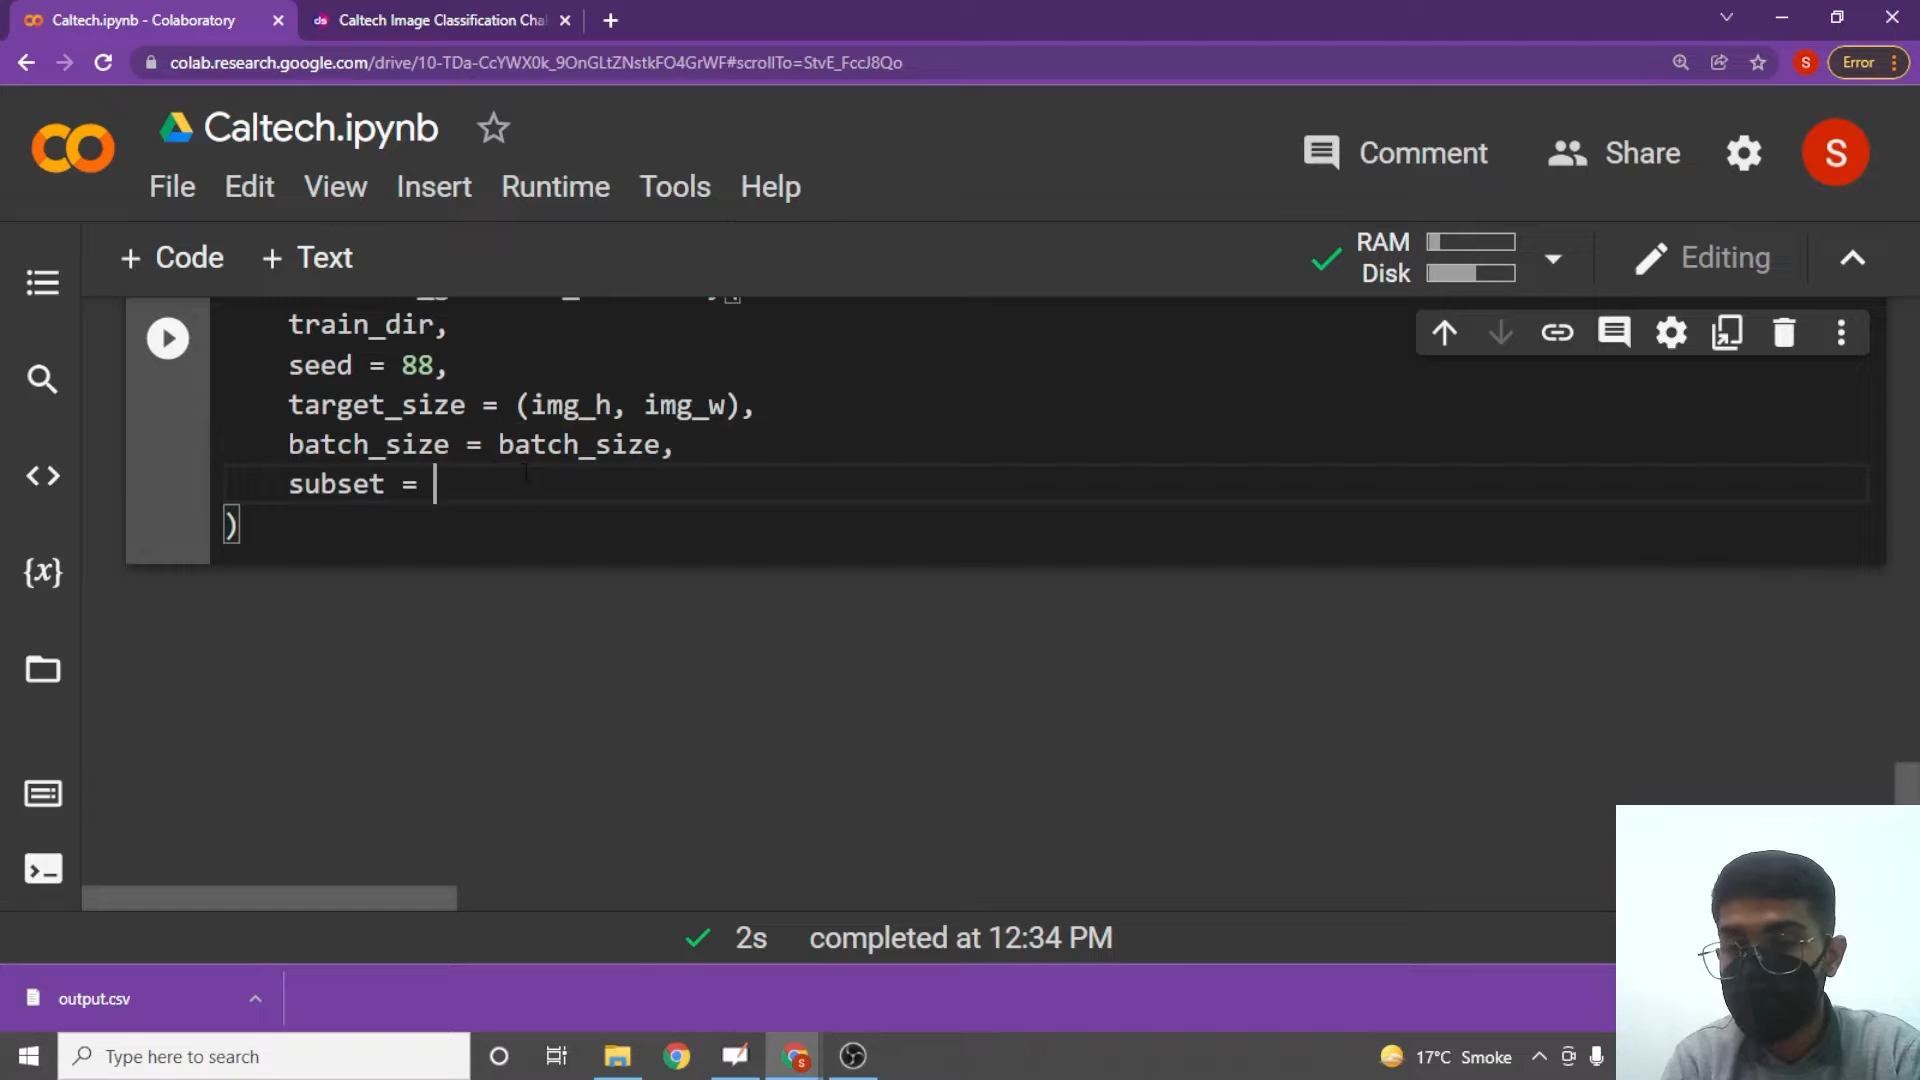 Caltech.ipynb - Colaboratory
ds
Caltech Image Classification Cha
colab.research.google.com/drive/10-TDa-CcYWX0k_9OnGLtZNstkFO4GrWF#scrollTo=StvE_FccJ8Qo
S
Error
Caltech.ipynb
Comment
Share
S
File Edit View Insert Runtime Tools Help
+ Code + Text
RAM
Disk
Editing
train_dir,
seed = 88,
target_size = (img_h, img_w),
batch_size = batch_size,
subset =
)
{x}
2s completed at 12:34 PM
output.csv
Type here to search
S
17°C Smoke